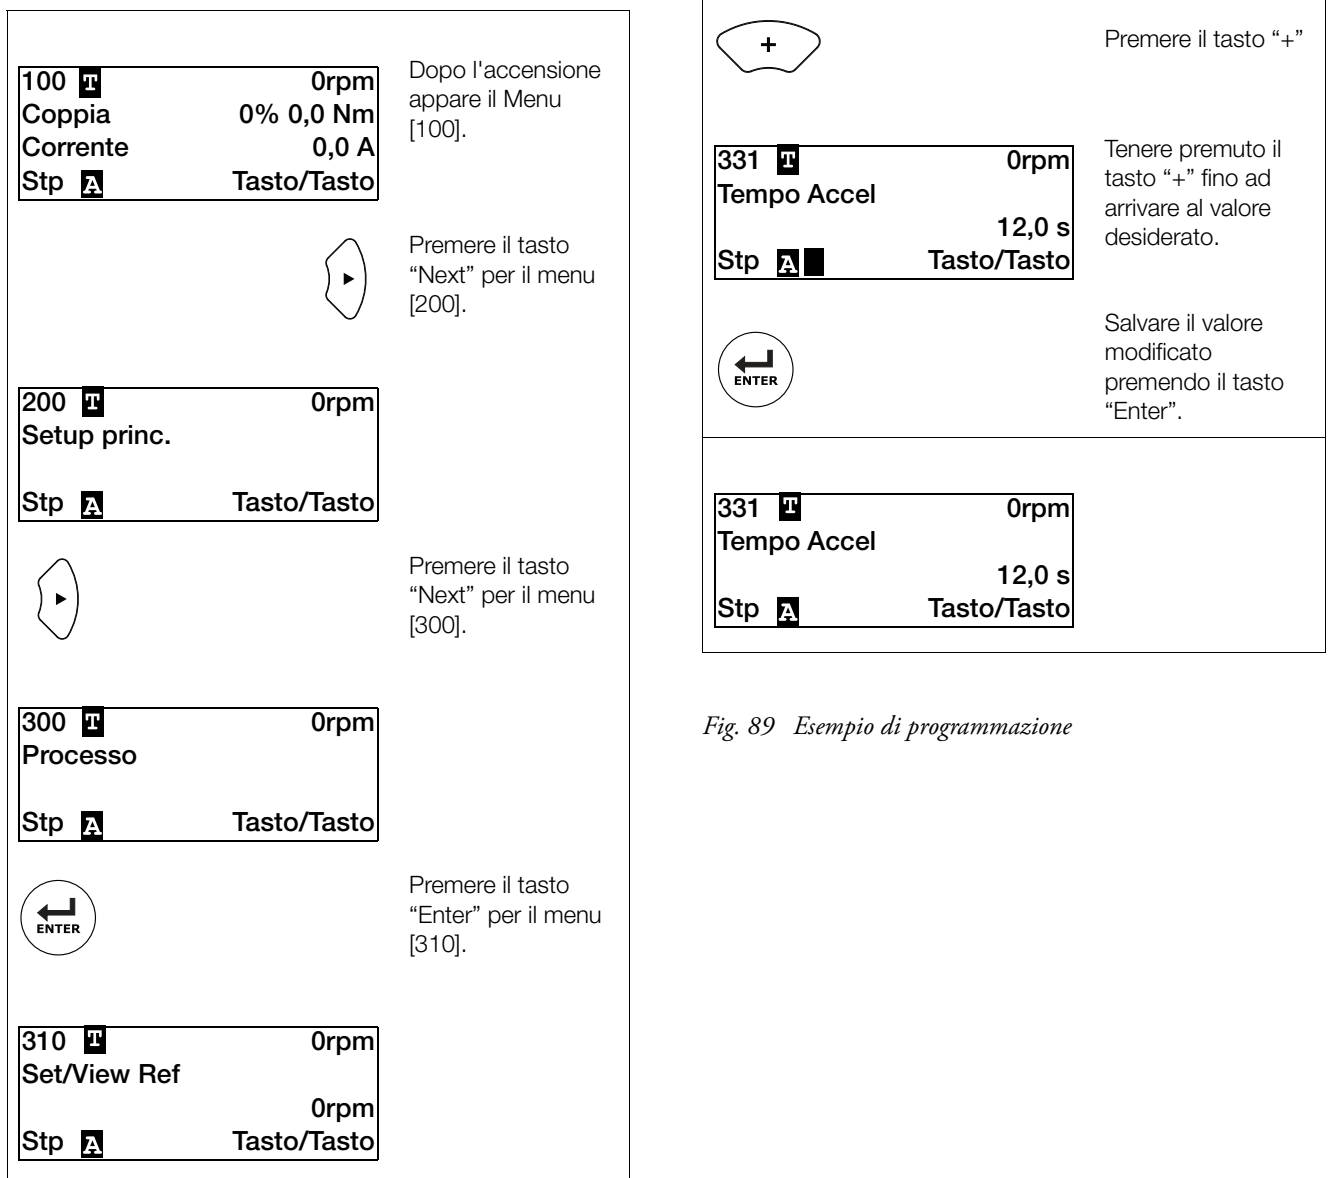 100 T 0rpm
Coppia 0% 0,0 Nm
Corrente 0,0 A
Stp A Tasto/Tasto
Dopo l'accensione
appare il Menu
[100].
Premere il tasto
“Next” per il menu
[200].
200 T 0rpm
Setup princ.
Stp A Tasto/Tasto
Premere il tasto
“Next” per il menu
[300].
300 T 0rpm
Processo
Stp A Tasto/Tasto
ENTER
Premere il tasto
“Enter” per il menu
[310].
310 T 0rpm
Set/View Ref
0rpm
Stp A Tasto/Tasto
+
Premere il tasto “+”
331 T 0rpm
Tempo Accel
12,0 s
Stp A Tasto/Tasto
Tenere premuto il
tasto “+” fino ad
arrivare al valore
desiderato.
ENTER
Salvare il valore
modificato
premendo il tasto
“Enter”.
331 T 0rpm
Tempo Accel
12,0 s
Stp A Tasto/Tasto
Fig. 89 Esempio di programmazione